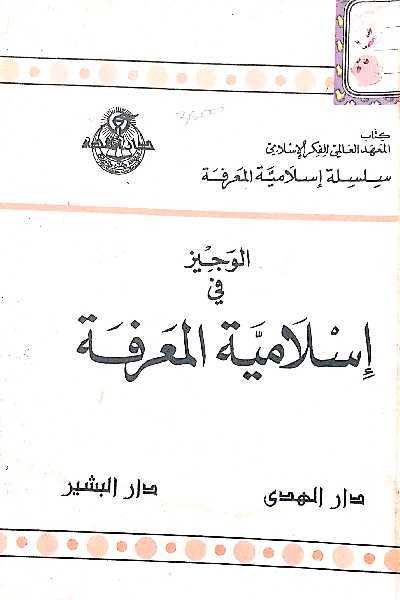 كتاب
المعهد العالمي للفكر الإسلامي
سلسلة إسلامية المعرفة
دار الهدى
الوجيز
في
إسلامية المعرفة
دار الهدى
دار البشير